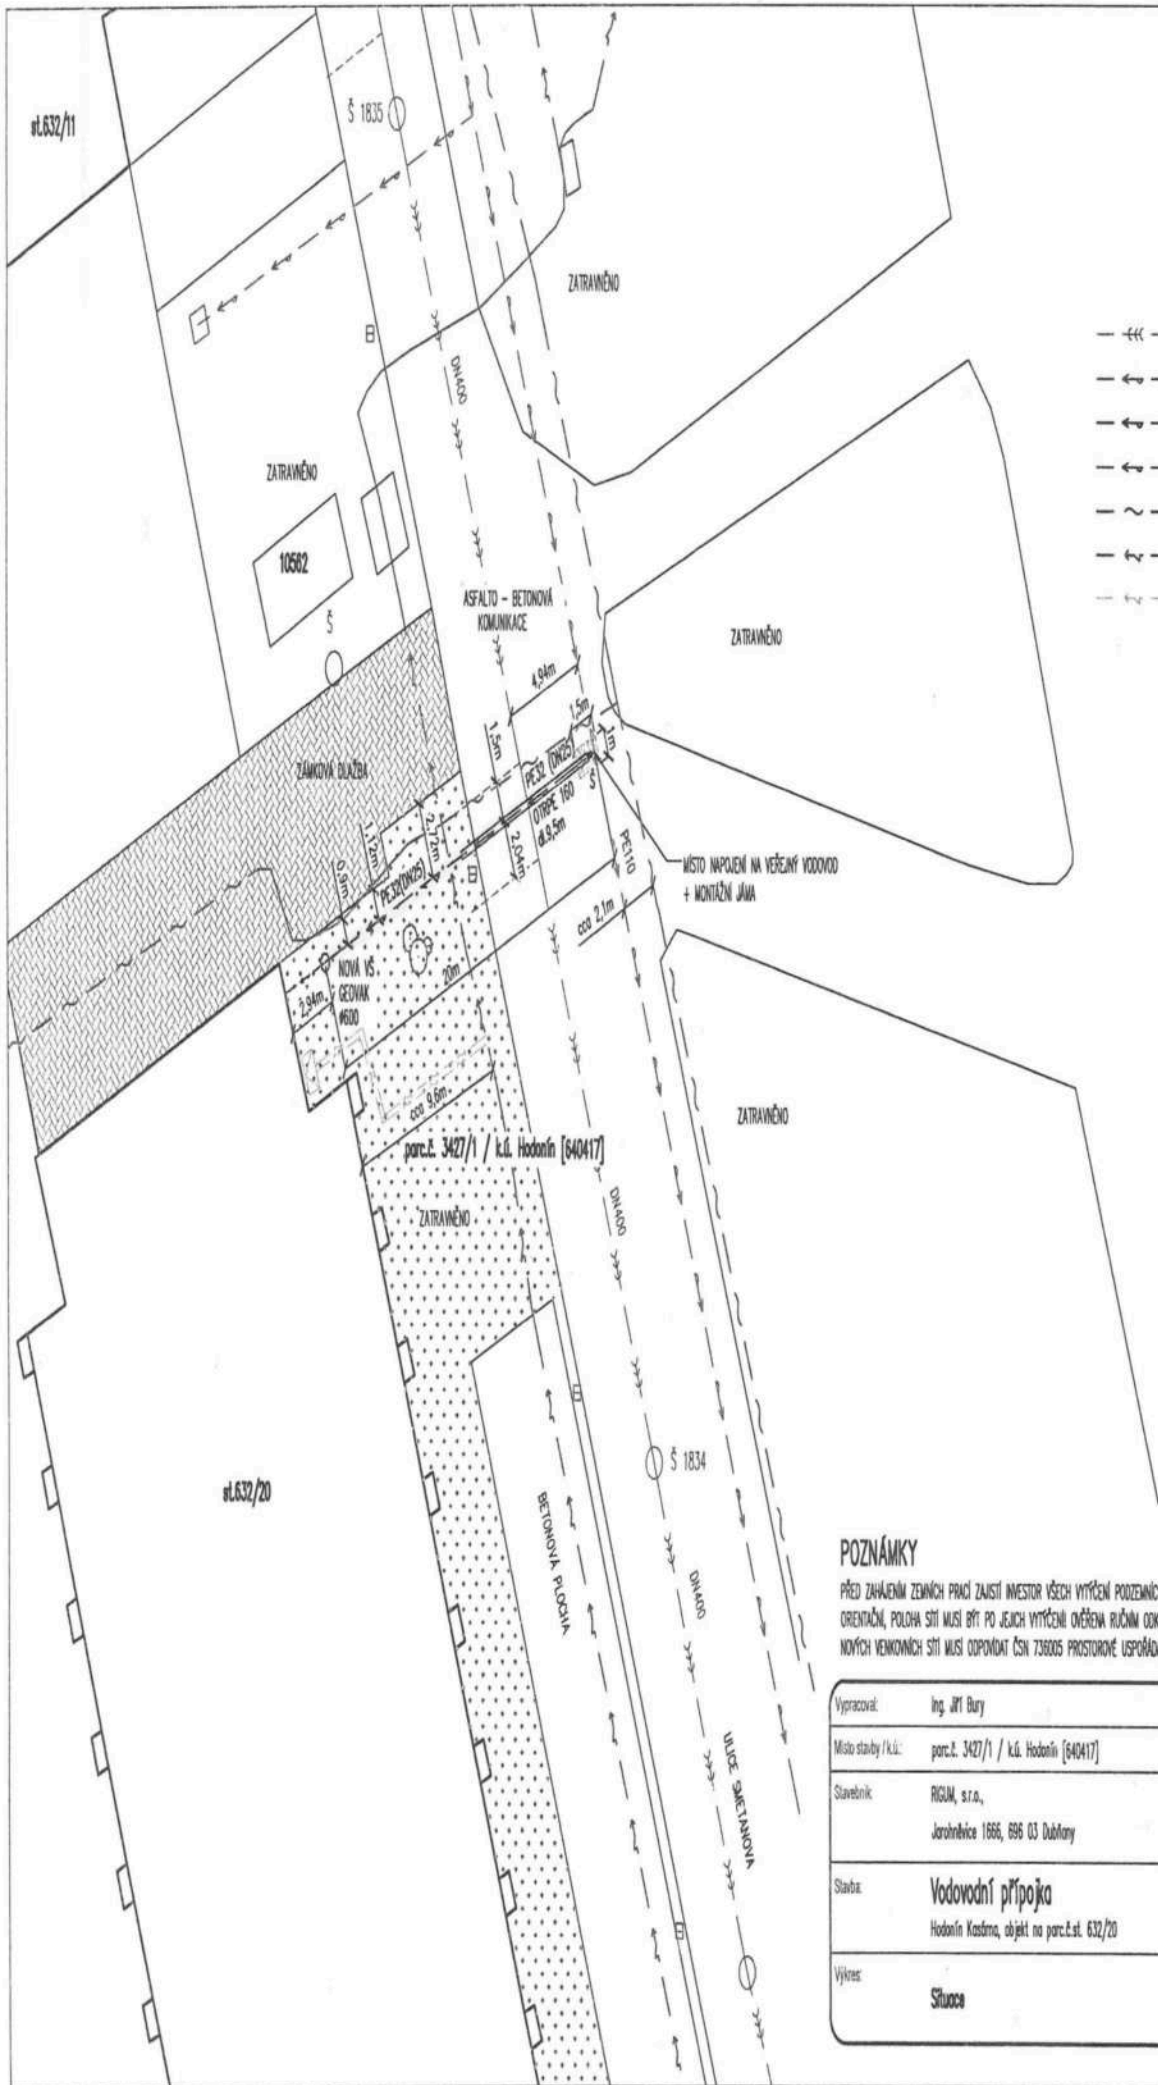 st.632/11
Š 1835
ZATRAVNĚNO
DN400
ZATRAVNĚNO
10562
Š
ASFALTO - BETONOVÁ
KOMUNIKACE
ZATRAVNĚNO
4,94m
1,5m
1,5m
1m
PE32 (DN25)
ZÁMKOVÁ DLAŽBA
OTRPE 160
dl.9,5m
Š
1,12m
2,72m
2,04m
PE110
0,9m
PE32(DN25)
MÍSTO NAPOJENÍ NA VEŘEJNÝ VODOVOD
+ MONTÁŽNÍ JÁMA
cca 2,1m
NOVÁ VŠ
GEOVAK
ø600
20m
2,94m
cca 9,6m
ZATRAVNĚNO
parc.č. 3427/1 / k.ú. Hodonín [640417]
ZATRAVNĚNO
DN400
Š 1834
st.632/20
BETONOVÁ PLOCHA
DN400
ULICE SMETANOVA
POZNÁMKY
PŘED ZAHÁJENÍM ZEMNÍCH PRACÍ ZAJISTÍ INVESTOR VŠECH VYTÝČENÍ PODZEMNÍC
ORIENTAČNÍ, POLOHA SÍTÍ MUSÍ BÝT PO JEJICH VYTÝČENÍ OVĚŘENA RUČNÍM ODK
NOVÝCH VENKOVNÍCH SÍTÍ MUSÍ ODPOVÍDAT ČSN 736005 PROSTOROVÉ USPOŘÁDÁ
Vypracoval: Ing. Jiří Bury
Místo stavby / k.ú.: parc.č. 3427/1 / k.ú. Hodonín [640417]
Stavebník: RIGUM, s.r.o.,
Jarohněvice 1666, 696 03 Dubňany
Stavba: Vodovodní přípojka
Hodonín Kasárna, objekt na parc.č.st. 632/20
Výkres: Situace